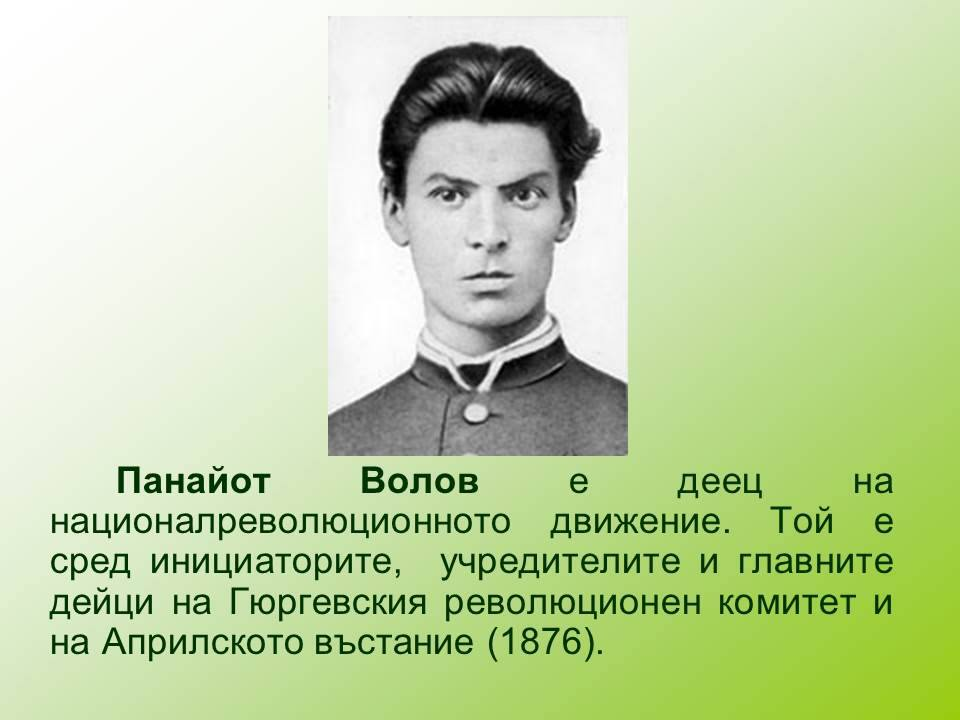 Панайот Волов е деец на
националреволюционното движение. Той е
сред инициаторите, учредителите и главните
дейци на Гюргевския революционен комитет и
на Априлското въстание (1876).